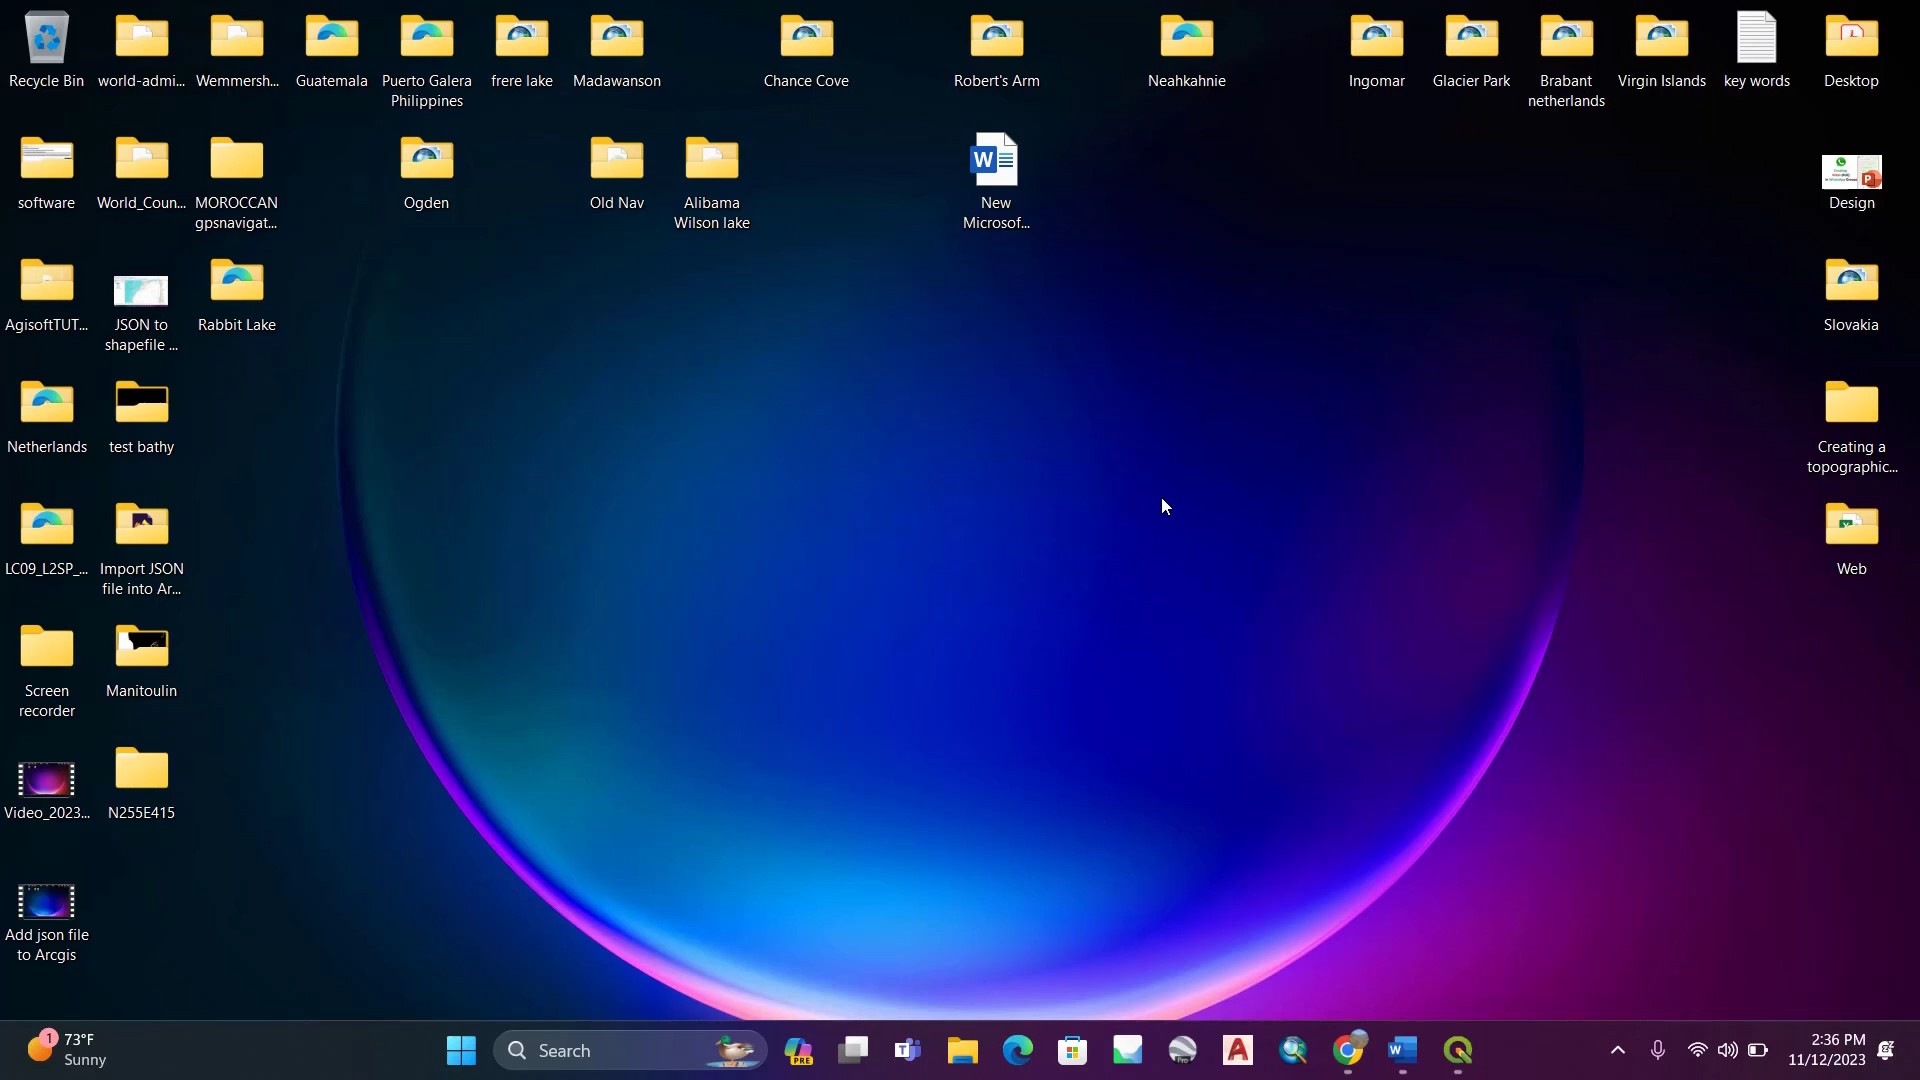 Recycle Bin
world-admi...
Wemmersh...
Guatemala
Puerto Galera
Philippines
frere lake
Madawanson
Chance Cove
Robert's Arm
Neahkahnie
Ingomar
Glacier Park
Brabant
netherlands
Virgin Islands
key words
Desktop
software
World_Coun...
MOROCCAN
gpsnavigat...
Ogden
Old Nav
Alibama
Wilson lake
New
Microsof...
Design
AgisoftTUT...
JSON to
shapefile ...
Rabbit Lake
Slovakia
Netherlands
test bathy
Creating a
topographic...
LC09_L2SP_...
Import JSON
file into Ar...
Web
Screen
recorder
Manitoulin
Video_2023...
N255E415
Add json file
to Arcgis
1
73°F
Sunny
Search
PRE
2:36 PM
11/12/2023